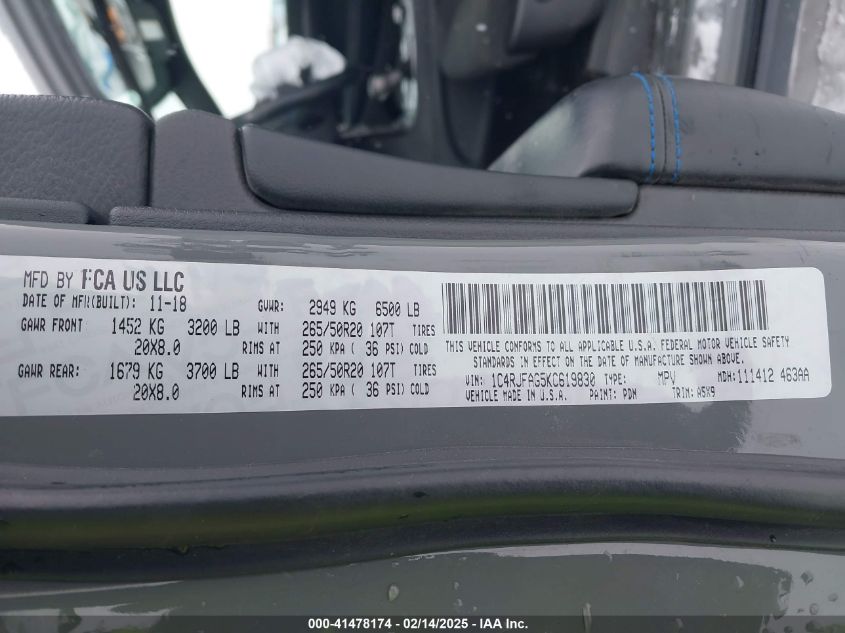 MFD BY FCA US LLC
DATE OF MFR(BUILT): 11-18 GVWR: 2949 KG 6500 LB
GAWR FRONT 1452 KG 3200 LB WITH 265/50R20 107T TIRES
20X8.0 RIMS AT 250 KPA ( 36 PSI) COLD
GAWR REAR: 1679 KG 3700 LB WITH 265/50R20 107T TIRES
20X8.0 RIMS AT 250 KPA ( 36 PSI) COLD
THIS VEHICLE CONFORMS TO ALL APPLICABLE U.S.A. FEDERAL MOTOR VEHICLE SAFETY
STANDARDS IN EFFECT ON THE DATE OF MANUFACTURE SHOWN ABOVE.
VIN: 1C4RJFAG5KC619830 TYPE: MPV MDH: 111412 463AA
VEHICLE MADE IN U.S.A. PAINT: PDN TRIM: A5X9
000-41478174 - 02/14/2025 - IAAI Inc.